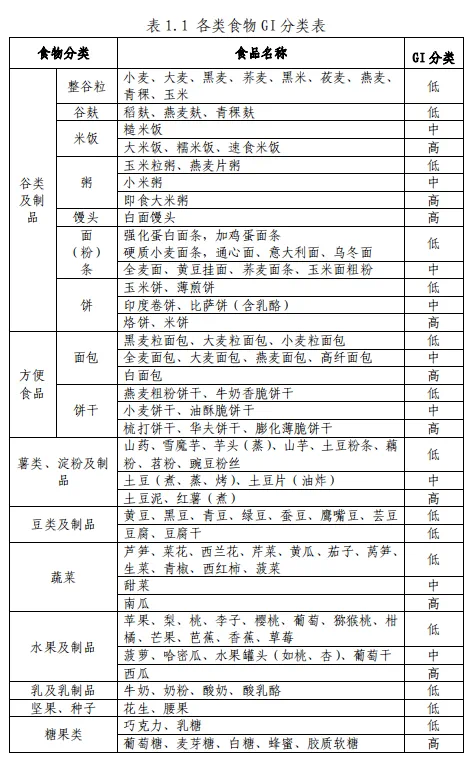 表 1.1 各类食物 GI 分类表
食物分类 食品名称 GI 分类
谷类及制品
整谷粒
小麦、大麦、黑麦、荞麦、黑米、莜麦、燕麦、
青稞、玉米
低
谷麸 稻麸、燕麦麸、青稞麸 低
米饭
糙米饭 中
大米饭、糯米饭、速食米饭 高
粥
玉米粒粥、燕麦片粥 低
小米粥 中
即食大米粥 高
馒头 白面馒头 高
面
(粉)
条
强化蛋白面条，加鸡蛋面条
硬质小麦面条，通心面、意大利面、乌冬面
低
全麦面、黄豆挂面、荞麦面条、玉米面粗粉 中
饼
玉米饼、薄煎饼 低
印度卷饼、比萨饼（含乳酪） 中
烙饼、米饼 高
方便
食品
面包
黑麦粒面包、大麦粒面包、小麦粒面包 低
全麦面包、大麦面包、燕麦面包、高纤面包 中
白面包 高
饼干
燕麦粗粉饼干、牛奶香脆饼干 低
小麦饼干、油酥脆饼干 中
梳打饼干、华夫饼干、膨化薄脆饼干 高
薯类、淀粉及制
品
山药、雪魔芋、芋头（蒸）、山芋、土豆粉条、藕
粉、苕粉、豌豆粉丝
低
土豆（煮、蒸、烤）、土豆片（油炸） 中
土豆泥、红薯（煮） 高
豆类及制品
黄豆、黑豆、青豆、绿豆、蚕豆、鹰嘴豆、芸豆 低
豆腐、豆腐干 低
蔬菜
芦笋、菜花、西兰花、芹菜、黄瓜、茄子、莴笋、
生菜、青椒、西红柿、菠菜
低
甜菜 中
南瓜 高
水果及制品
苹果、梨、桃、李子、樱桃、葡萄、猕猴桃、柑
橘、芒果、芭蕉、香蕉、草莓
低
菠萝、哈密瓜、水果罐头（如桃、杏）、葡萄干 中
西瓜 高
乳及乳制品 牛奶、奶粉、酸奶、酸乳酪 低
坚果、种子 花生、腰果 低
糖果类
巧克力、乳糖 低
葡萄糖、麦芽糖、白糖、蜂蜜、胶质软糖 高